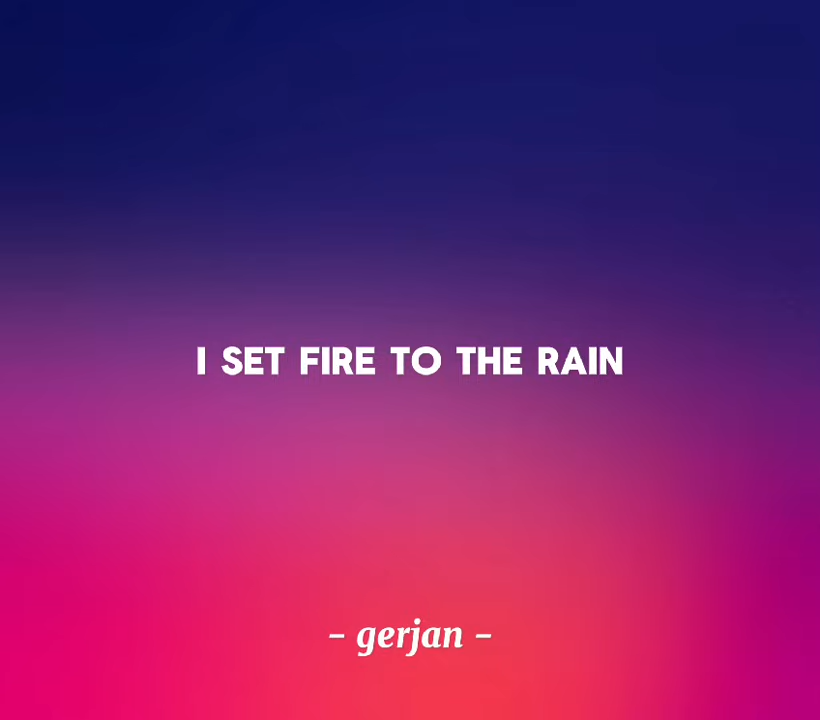 I SET FIRE TO THE RAIN
- gerjan -